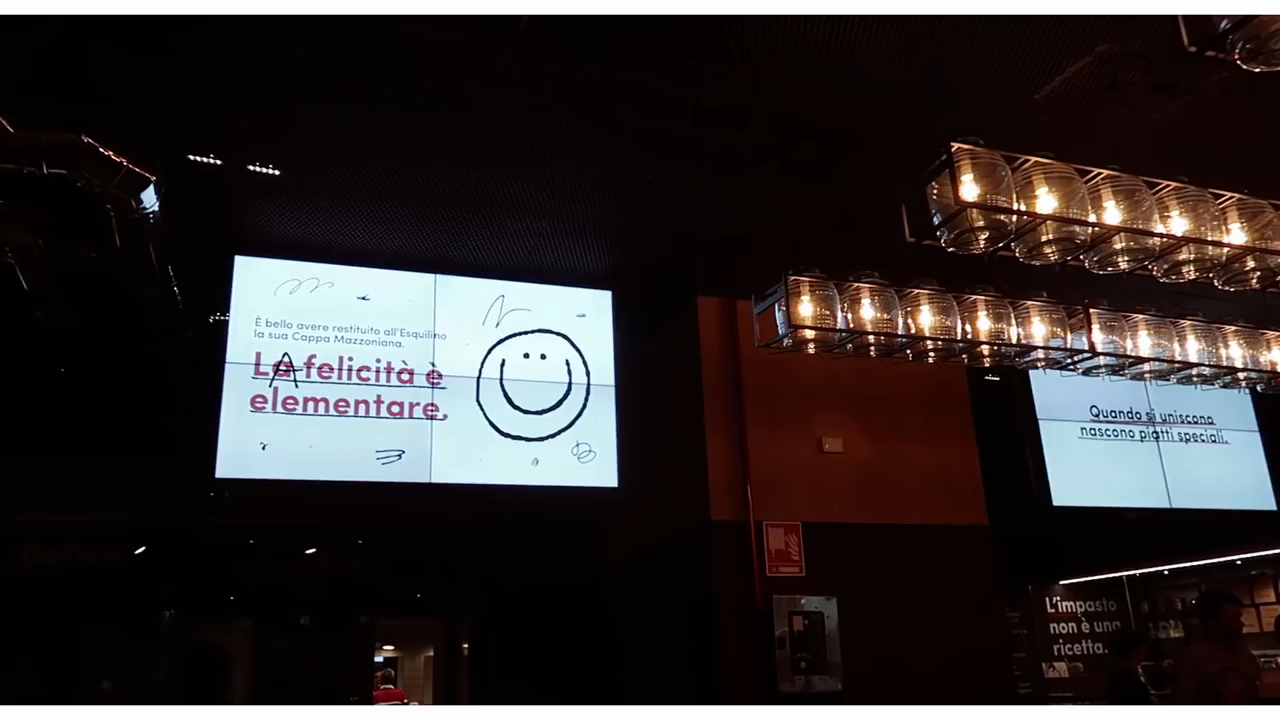 È bello avere restituito all'Esquilino
la sua Cappa Mazzoniana.
La felicità è
elementare.
Quando si uniscono
nascono piatti speciali.
L'impasto
non è una
ricetta.